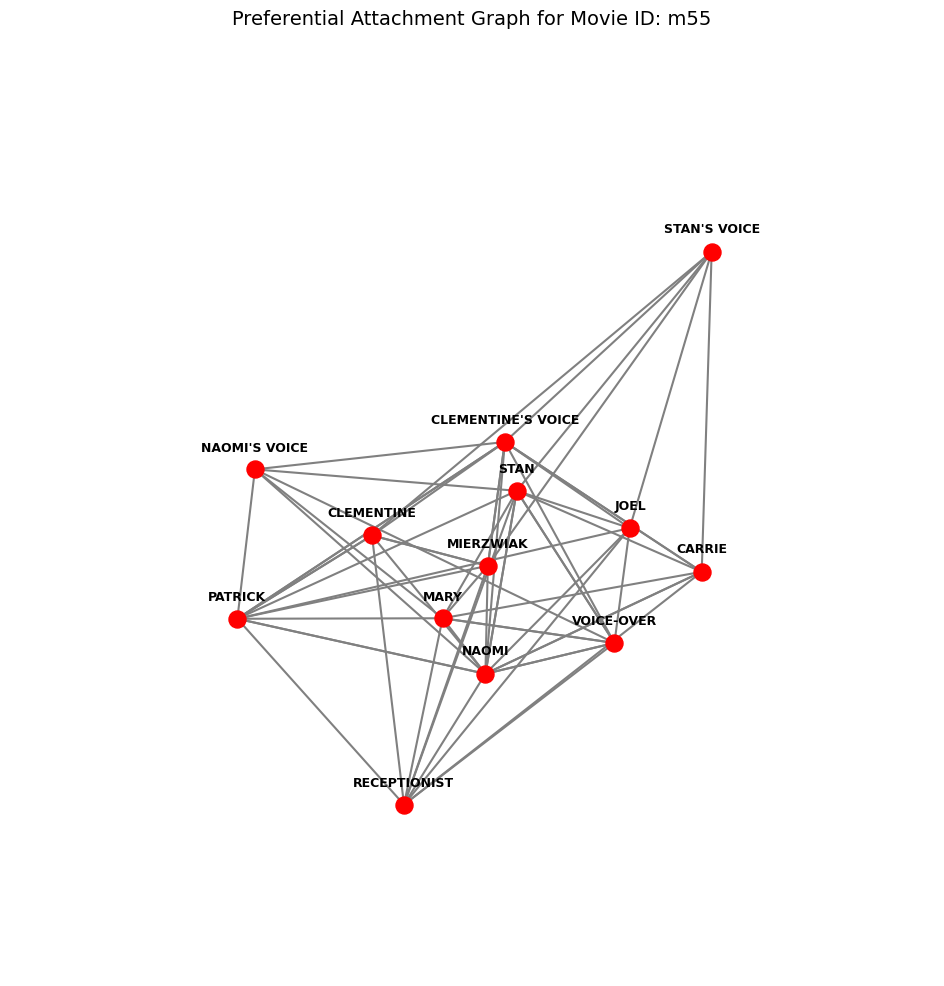 Preferential Attachment Graph for Movie ID: m55
STAN'S VOICE
CLEMENTINE'S VOICE
NAOMI'S VOICE
STAN
JOEL
CLEMENTINE
MIERZWIAK
CARRIE
PATRICK
MARY
VOICE-OVER
NAOMI
RECEPTIONIST